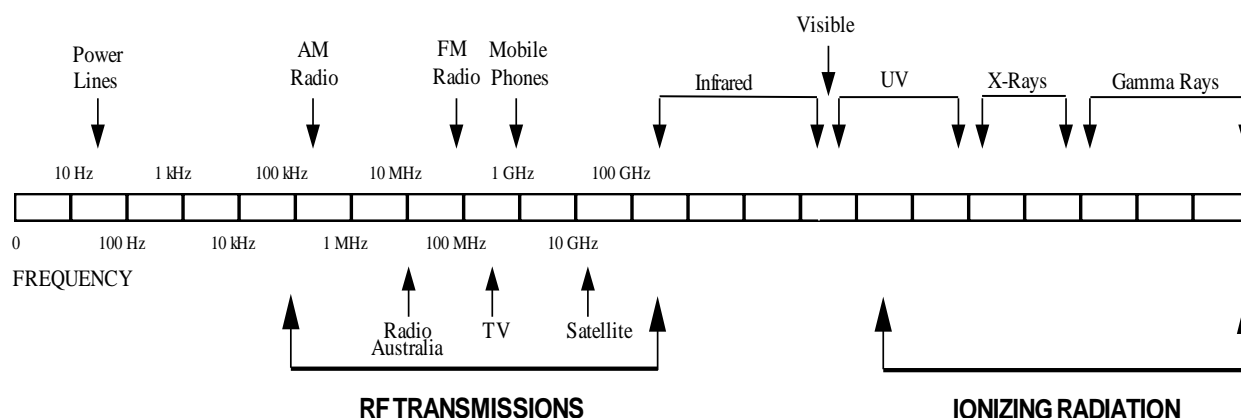 Visible
Power
Lines
AM
Radio
FM
Radio
Mobile
Phones
Infrared
UV
X-Rays
Gamma Rays
10 Hz
1 kHz
100 kHz
10 MHz
1 GHz
100 GHz
0
100 Hz
10 kHz
1 MHz
100 MHz
10 GHz
FREQUENCY
Radio
Australia
TV
Satellite
RF TRANSMISSIONS
IONIZING RADIATION